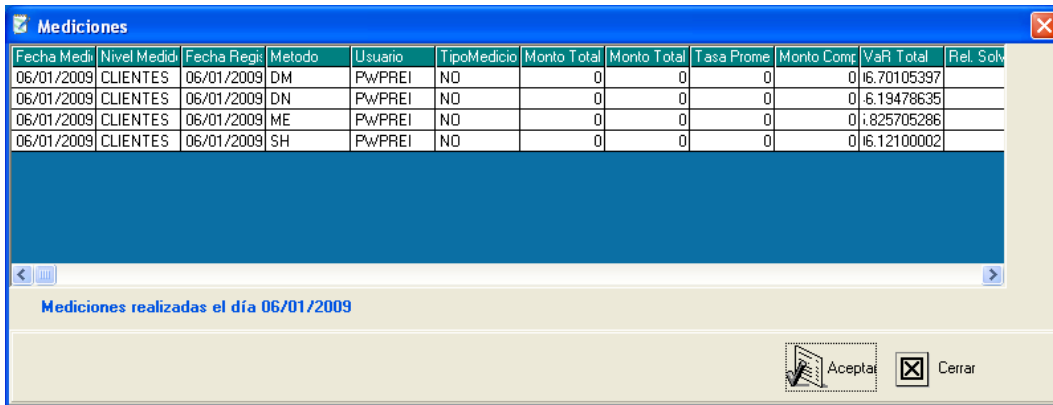 Mediciones
Fecha Medi Nivel Medid Fecha Regis Metodo Usuario TipoMedicio Monto Total Monto Total Tasa Prome Monto Comp VaR Total Rel. Solv
06/01/2009 CLIENTES 06/01/2009 DM PWPREI NO 0 0 0 0 6.70105397
06/01/2009 CLIENTES 06/01/2009 DN PWPREI NO 0 0 0 0 6.19478635
06/01/2009 CLIENTES 06/01/2009 ME PWPREI NO 0 0 0 0 .825705286
06/01/2009 CLIENTES 06/01/2009 SH PWPREI NO 0 0 0 0 6.12100002
Mediciones realizadas el día 06/01/2009
Aceptar Cerrar